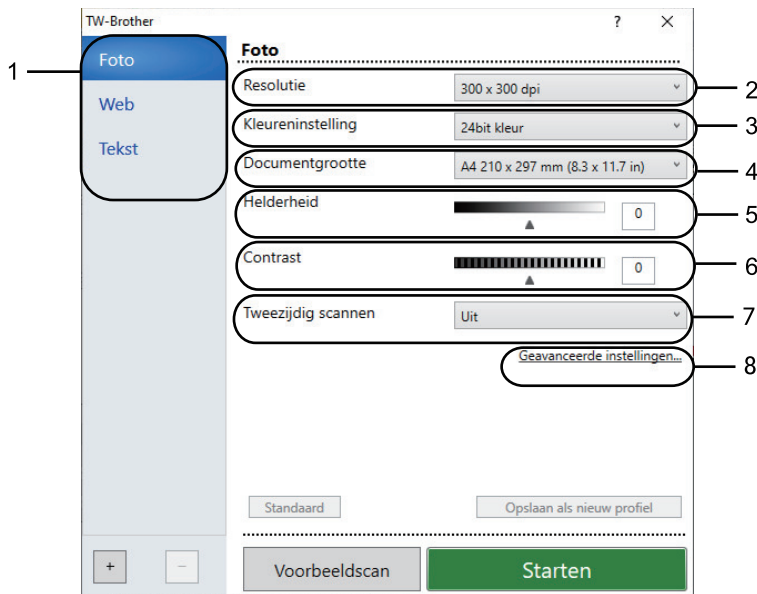 TW-Brother ? ×
1 Foto
Web
Tekst
Foto
Resolutie 300 x 300 dpi 2
Kleureninstelling 24bit kleur 3
Documentgrootte A4 210 x 297 mm (8.3 x 11.7 in) 4
Helderheid 0 5
Contrast 0 6
Tweezijdig scannen Uit 7
Geavanceerde instellingen... 8
Standaard Opslaan als nieuw profiel
+ − Voorbeeldscan Starten